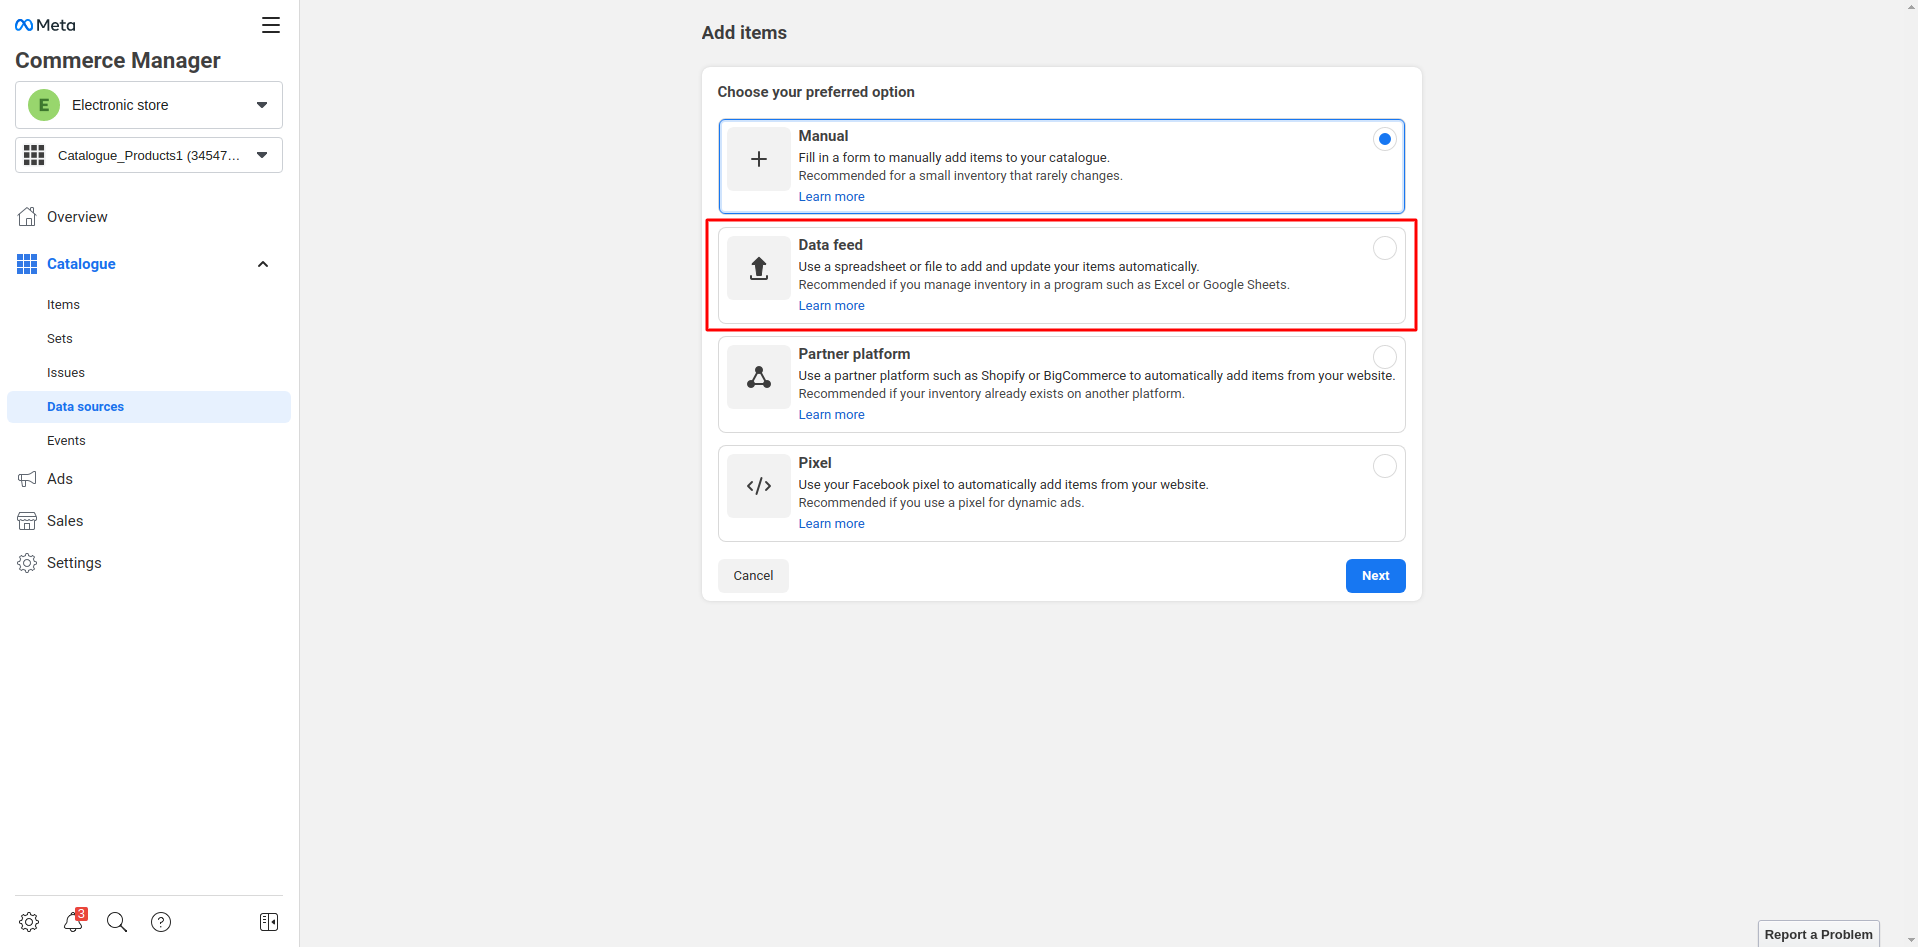 Meta
Commerce Manager
E
Electronic store
Catalogue_Products1 (34547...
Overview
Catalogue
Items
Sets
Issues
Data sources
Events
Ads
Sales
Settings
3
?
Add items
Choose your preferred option
Manual
Fill in a form to manually add items to your catalogue.
Recommended for a small inventory that rarely changes.
Learn more
Data feed
Use a spreadsheet or file to add and update your items automatically.
Recommended if you manage inventory in a program such as Excel or Google Sheets.
Learn more
Partner platform
Use a partner platform such as Shopify or BigCommerce to automatically add items from your website.
Recommended if your inventory already exists on another platform.
Learn more
</>
Pixel
Use your Facebook pixel to automatically add items from your website.
Recommended if you use a pixel for dynamic ads.
Learn more
Cancel
Next
Report a Problem